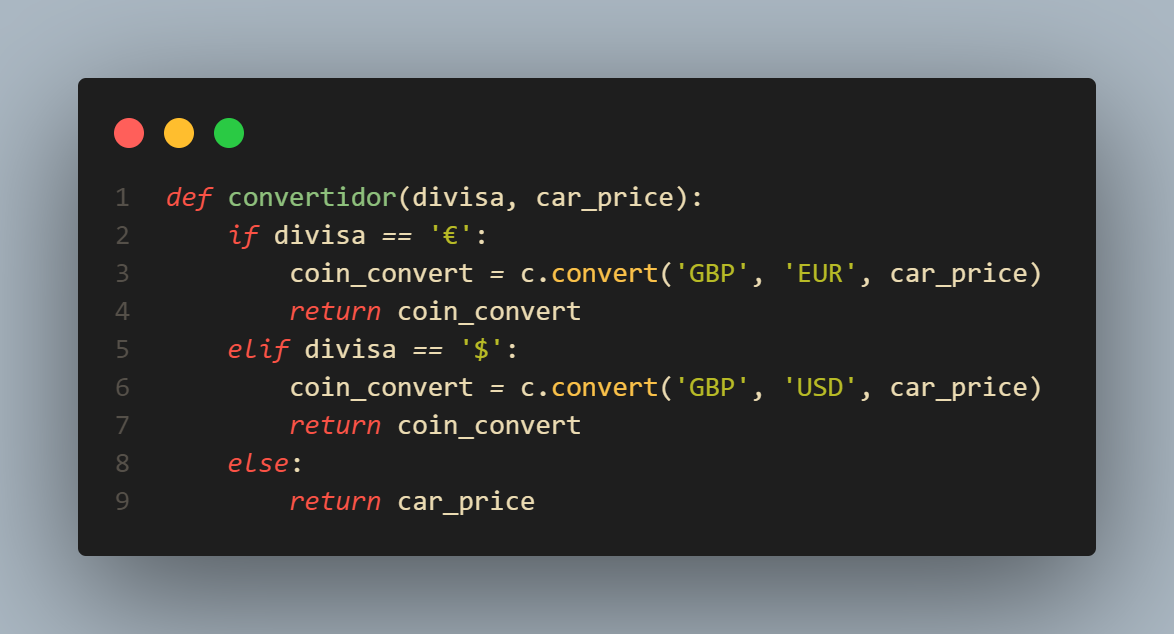 1 def convertidor(divisa, car_price):
2     if divisa == '€':
3         coin_convert = c.convert('GBP', 'EUR', car_price)
4         return coin_convert
5     elif divisa == '$':
6         coin_convert = c.convert('GBP', 'USD', car_price)
7         return coin_convert
8     else:
9         return car_price